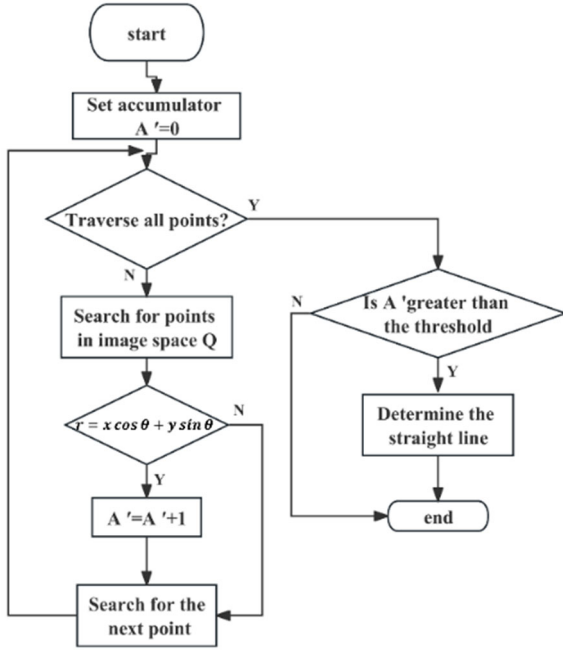 start
Set accumulator
A '=0
Traverse all points?
Y
N
Search for points
in image space Q
r = x cos θ + y sin θ
N
Y
A '=A '+1
Search for the
next point
Is A 'greater than
the threshold
N
Y
Determine the
straight line
end